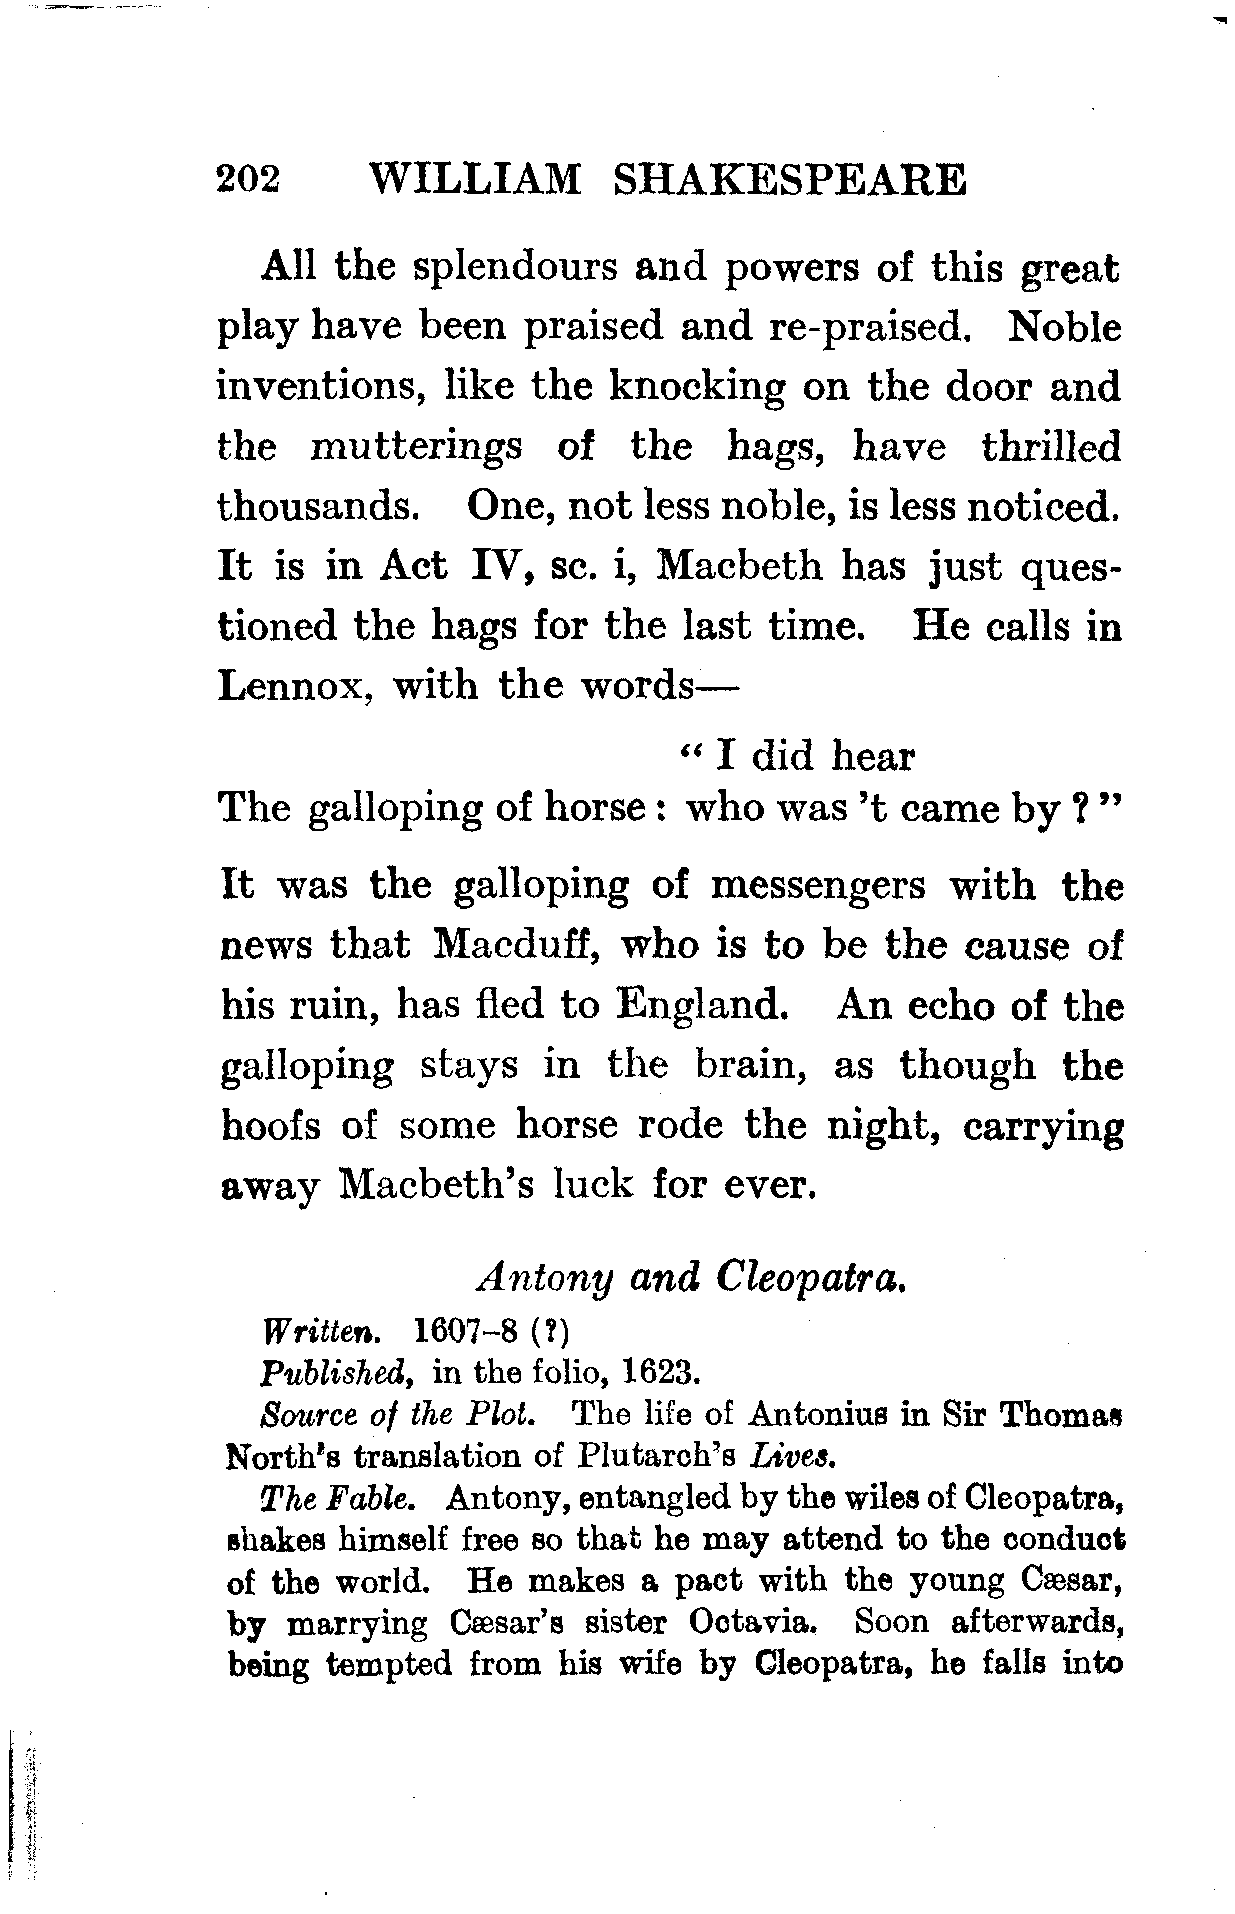 202 WILLIAM SHAKESPEARE
All the splendours and powers of this great
play have been praised and re-praised. Noble
inventions, like the knocking on the door and
the mutterings of the hags, have thrilled
thousands. One, not less noble, is less noticed.
It is in Act IV, sc. i, Macbeth has just ques-
tioned the hags for the last time. He calls in
Lennox, with the words—
“ I did hear
The galloping of horse : who was ’t came by ? ”
It was the galloping of messengers with the
news that Macduff, who is to be the cause of
his ruin, has fled to England. An echo of the
galloping stays in the brain, as though the
hoofs of some horse rode the night, carrying
away Macbeth’s luck for ever.
Antony and Cleopatra.
Written. 1607–8 (?)
Published, in the folio, 1623.
Source of the Plot. The life of Antonius in Sir Thomas
North’s translation of Plutarch’s Lives.
The Fable. Antony, entangled by the wiles of Cleopatra,
shakes himself free so that he may attend to the conduct
of the world. He makes a pact with the young Cæsar,
by marrying Cæsar’s sister Octavia. Soon afterwards,
being tempted from his wife by Cleopatra, he falls into